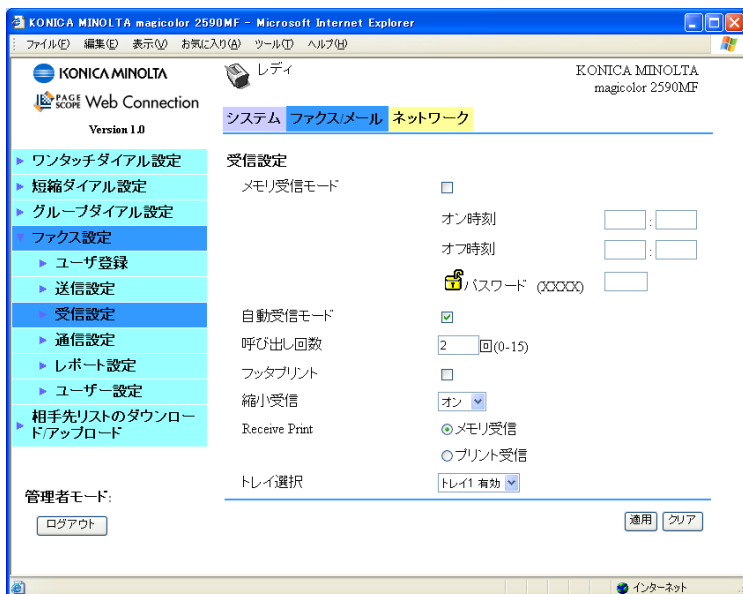 KONICA MINOLTA magicolor 2590MF - Microsoft Internet Explorer
ファイル(F) 編集(E) 表示(V) お気に入り(A) ツール(T) ヘルプ(H)
KONICA MINOLTA
PAGE SCOPE Web Connection
Version 1.0
レディ
KONICA MINOLTA
magicolor 2590MF
システム ファクス/メール ネットワーク
ワンタッチダイアル設定
短縮ダイアル設定
グループダイアル設定
ファクス設定
ユーザ登録
送信設定
受信設定
通信設定
レポート設定
ユーザー設定
相手先リストのダウンロー
ド/アップロード
管理者モード:
ログアウト
受信設定
メモリ受信モード
オン時刻 :
オフ時刻 :
パスワード (XXXX)
自動受信モード
呼び出し回数 2 回(0-15)
フッタプリント
縮小受信 オン
Receive Print メモリ受信
プリント受信
トレイ選択 トレイ1 有効
適用 クリア
インターネット